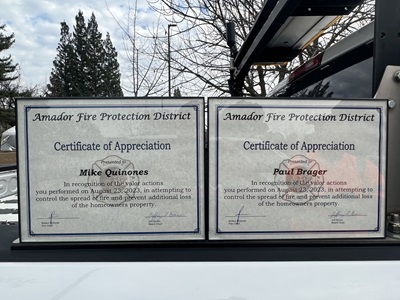 Amador Fire Protection District
Certificate of Appreciation
Presented to
Mike Quinones
In recognition of the valor actions
you performed on August 25, 2023, in attempting to
control the spread of fire and prevent additional loss
of the homeowners property.
Amador Fire Protection District
Certificate of Appreciation
Presented to
Paul Brager
In recognition of the valor actions
you performed on August 25, 2023, in attempting to
control the spread of fire and prevent additional loss
of the homeowners property.